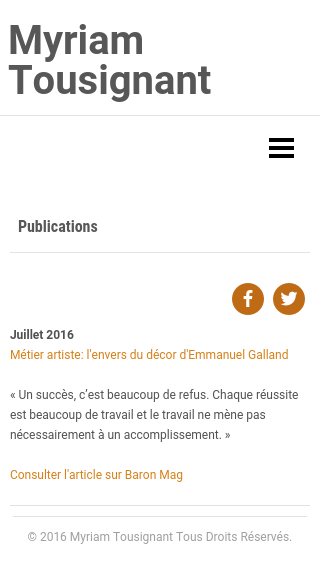 Myriam
Tousignant
Publications
Juillet 2016
Métier artiste: l'envers du décor d'Emmanuel Galland
« Un succès, c’est beaucoup de refus. Chaque réussite
est beaucoup de travail et le travail ne mène pas
nécessairement à un accomplissement. »
Consulter l'article sur Baron Mag
© 2016 Myriam Tousignant Tous Droits Réservés.